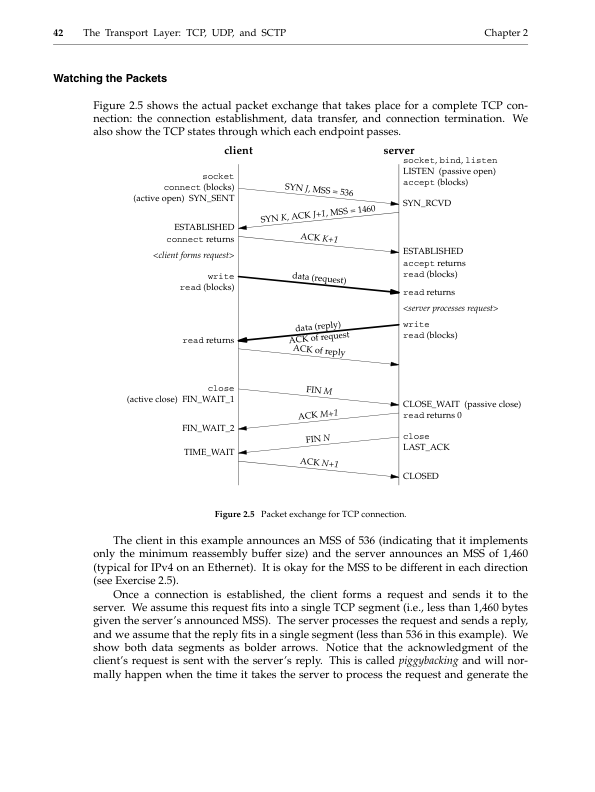 42 The Transport Layer: TCP, UDP, and SCTP Chapter 2
Watching the Packets
Figure 2.5 shows the actual packet exchange that takes place for a complete TCP con-
nection: the connection establishment, data transfer, and connection termination. We
also show the TCP states through which each endpoint passes.
client server
socket, bind, listen
LISTEN (passive open)
accept (blocks)
socket
connect (blocks)
(active open) SYN_SENT
SYN J, MSS = 536
SYN_RCVD
SYN K, ACK J+1, MSS = 1460
ESTABLISHED
connect returns
ACK K+1
ESTABLISHED
accept returns
read (blocks)
<client forms request>
write
read (blocks)
data (request)
read returns
<server processes request>
write
read (blocks)
data (reply)
ACK of request
read returns
ACK of reply
close
(active close) FIN_WAIT_1
FIN M
CLOSE_WAIT (passive close)
read returns 0
ACK M+1
FIN_WAIT_2
close
LAST_ACK
FIN N
TIME_WAIT
ACK N+1
CLOSED
Figure 2.5 Packet exchange for TCP connection.
The client in this example announces an MSS of 536 (indicating that it implements
only the minimum reassembly buffer size) and the server announces an MSS of 1,460
(typical for IPv4 on an Ethernet). It is okay for the MSS to be different in each direction
(see Exercise 2.5).
Once a connection is established, the client forms a request and sends it to the
server. We assume this request fits into a single TCP segment (i.e., less than 1,460 bytes
given the server's announced MSS). The server processes the request and sends a reply,
and we assume that the reply fits in a single segment (less than 536 in this example). We
show both data segments as bolder arrows. Notice that the acknowledgment of the
client's request is sent with the server's reply. This is called piggybacking and will nor-
mally happen when the time it takes the server to process the request and generate the